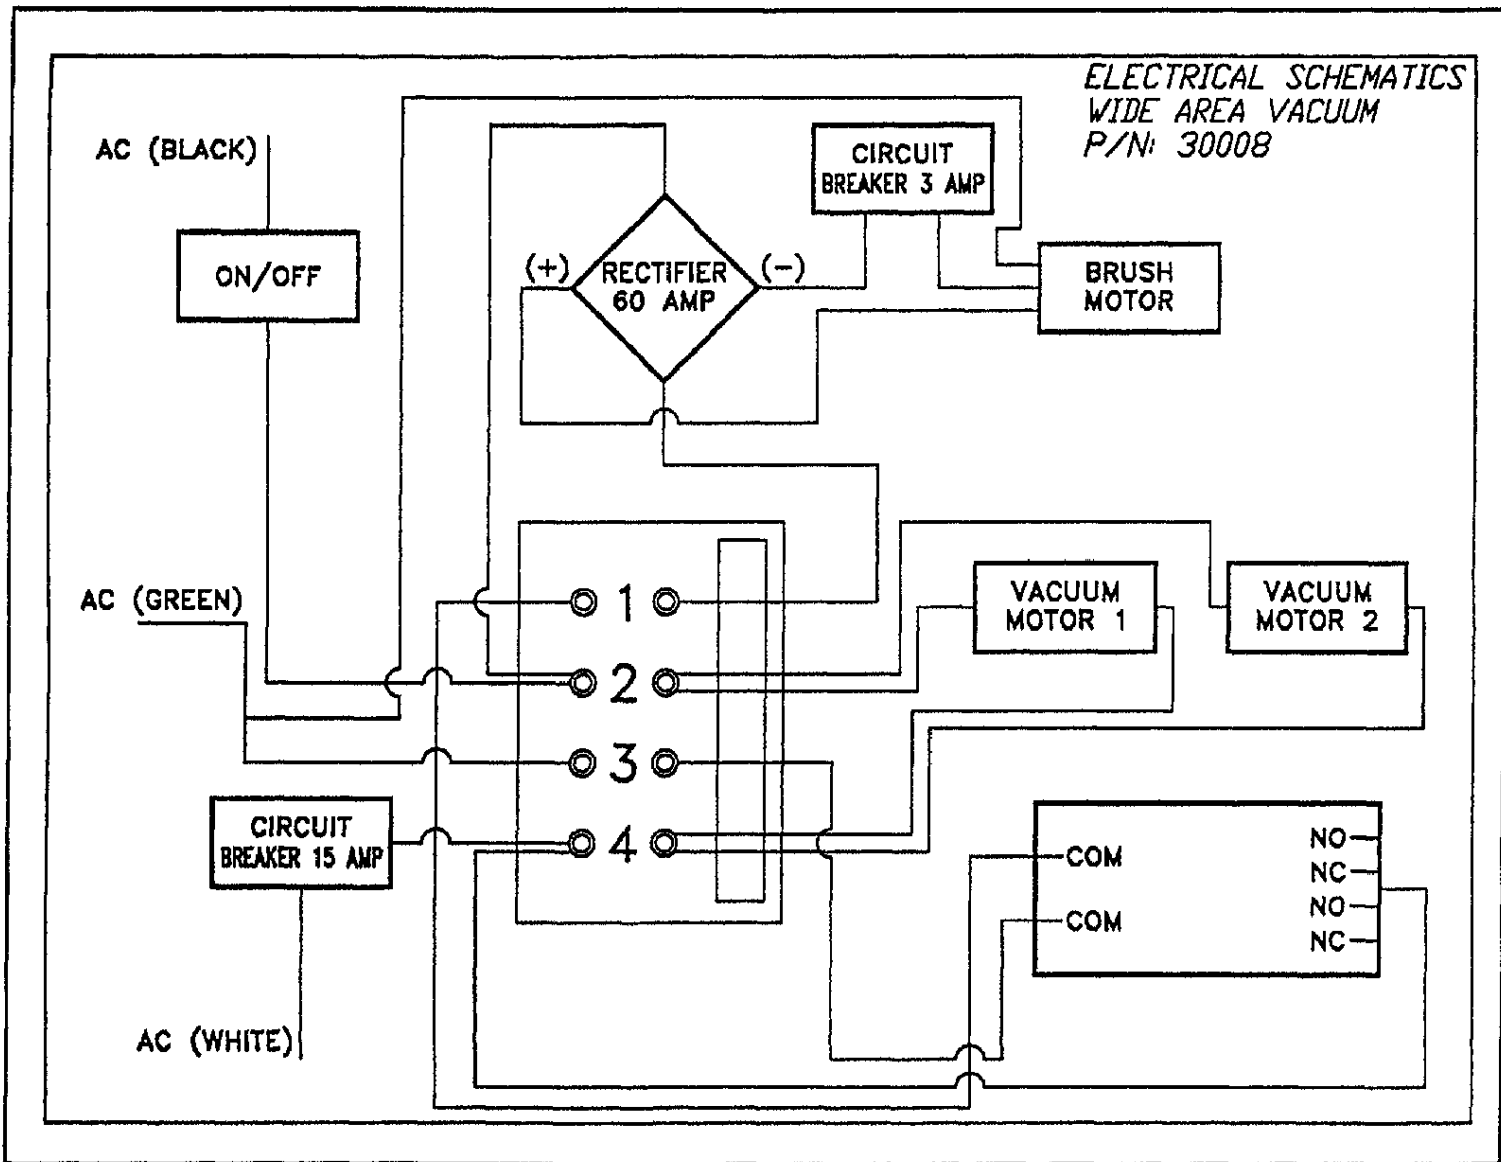 ELECTRICAL SCHEMATICS
WIDE AREA VACUUM
P/N: 30008
AC (BLACK)
CIRCUIT
BREAKER 3 AMP
ON/OFF
(+)
RECTIFIER
60 AMP
(-)
BRUSH
MOTOR
AC (GREEN)
1
VACUUM
MOTOR 1
VACUUM
MOTOR 2
2
3
CIRCUIT
BREAKER 15 AMP
4
COM
COM
NO
NC
NO
NC
AC (WHITE)